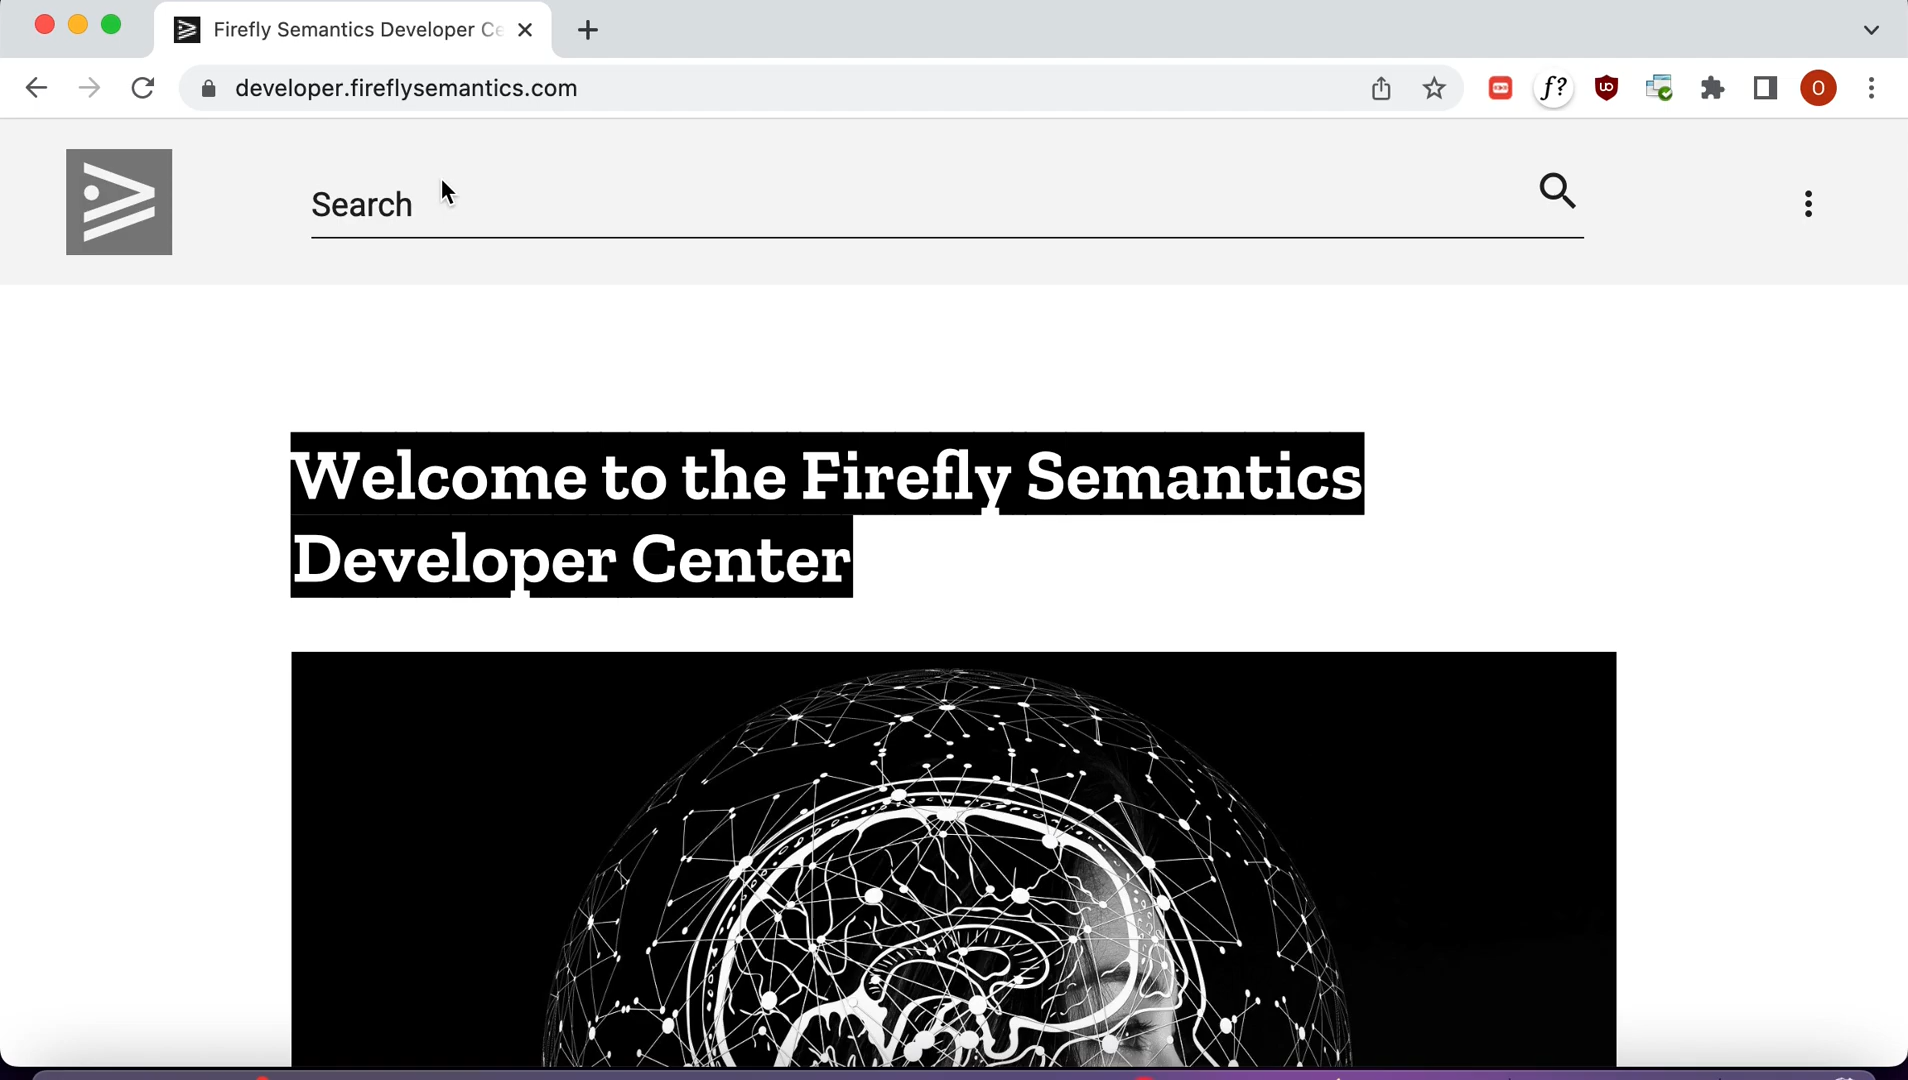 Firefly Semantics Developer Ce
developer.fireflysemantics.com
f?
O
Search
Welcome to the Firefly Semantics
Developer Center